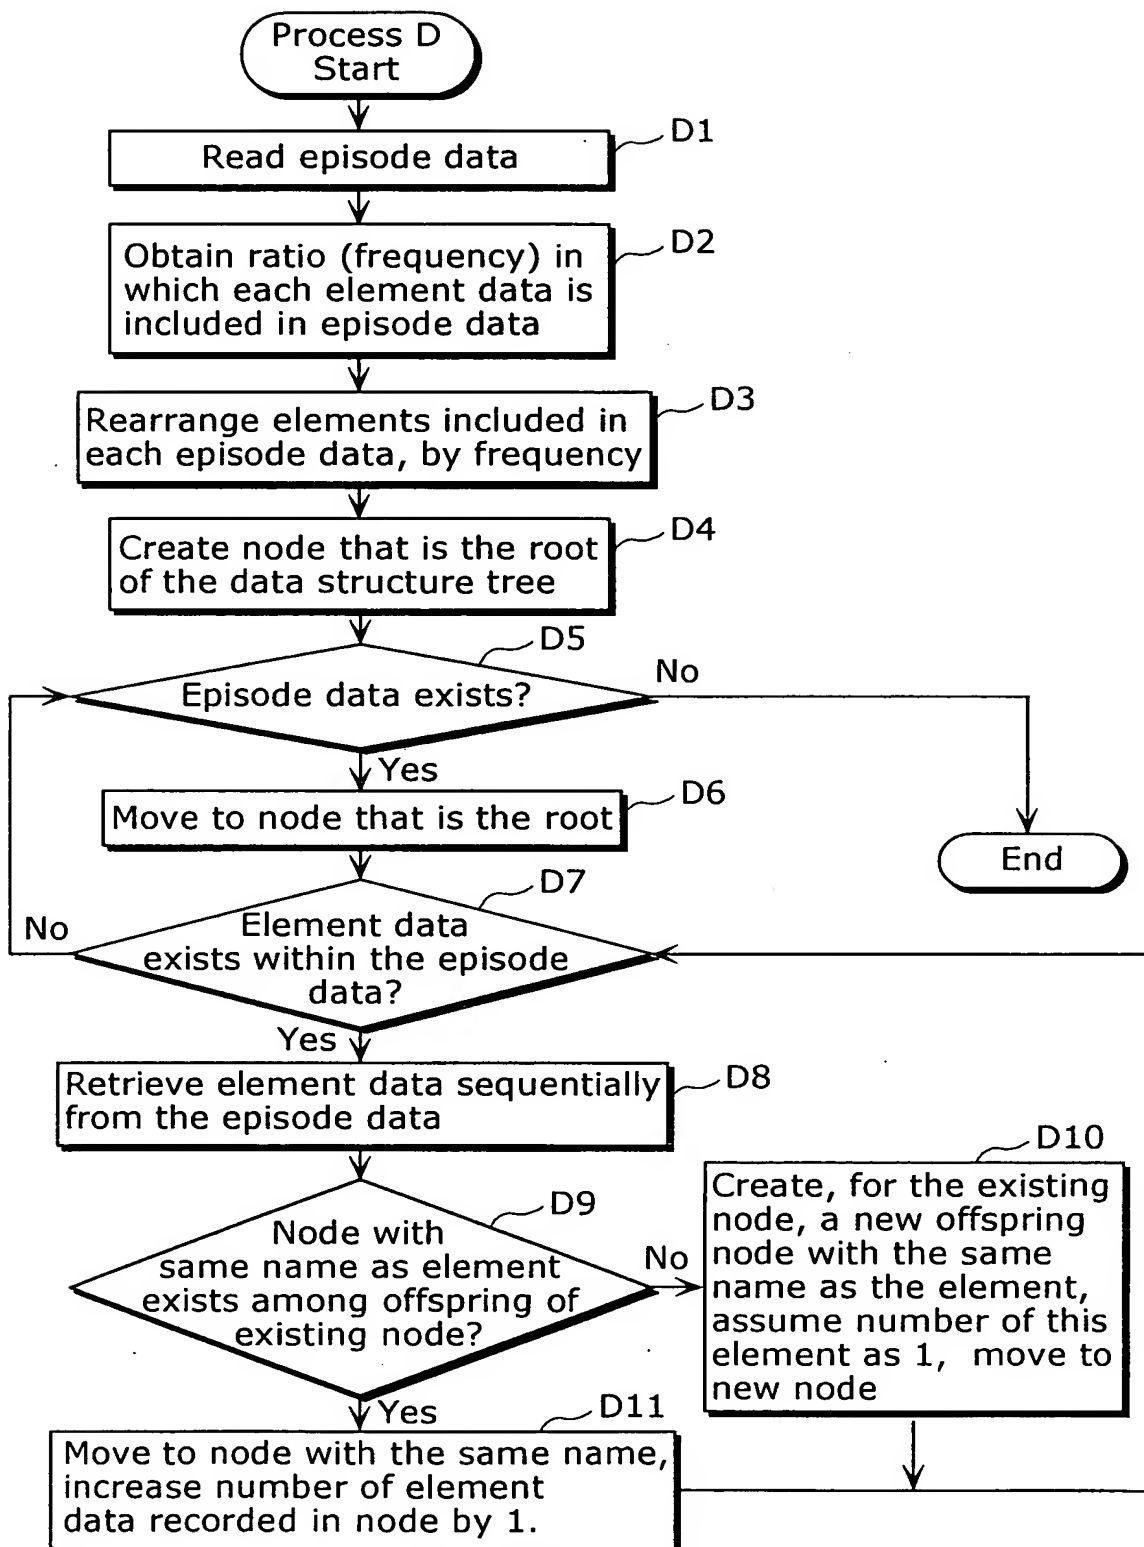 Process D
Start
D1
Read episode data
D2
Obtain ratio (frequency) in
which each element data is
included in episode data
D3
Rearrange elements included in
each episode data, by frequency
D4
Create node that is the root
of the data structure tree
D5
No
Episode data exists?
Yes
D6
Move to node that is the root
End
D7
No
Element data
exists within the episode
data?
Yes
D8
Retrieve element data sequentially
from the episode data
D9
Node with
same name as element
exists among offspring of
existing node?
No
D10
Create, for the existing
node, a new offspring
node with the same
name as the element,
assume number of this
element as 1, move to
new node
Yes
D11
Move to node with the same name,
increase number of element
data recorded in node by 1.